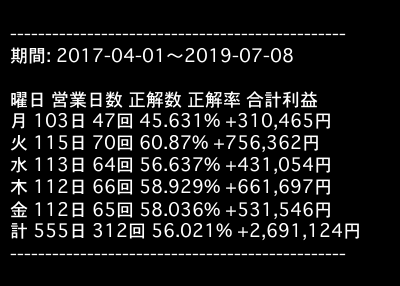 ------------------------------------------------
期間: 2017-04-01〜2019-07-08
曜日 営業日数 正解数 正解率 合計利益
月 103日 47回 45.631% +310,465円
火 115日 70回 60.87% +756,362円
水 113日 64回 56.637% +431,054円
木 112日 66回 58.929% +661,697円
金 112日 65回 58.036% +531,546円
計 555日 312回 56.021% +2,691,124円
------------------------------------------------